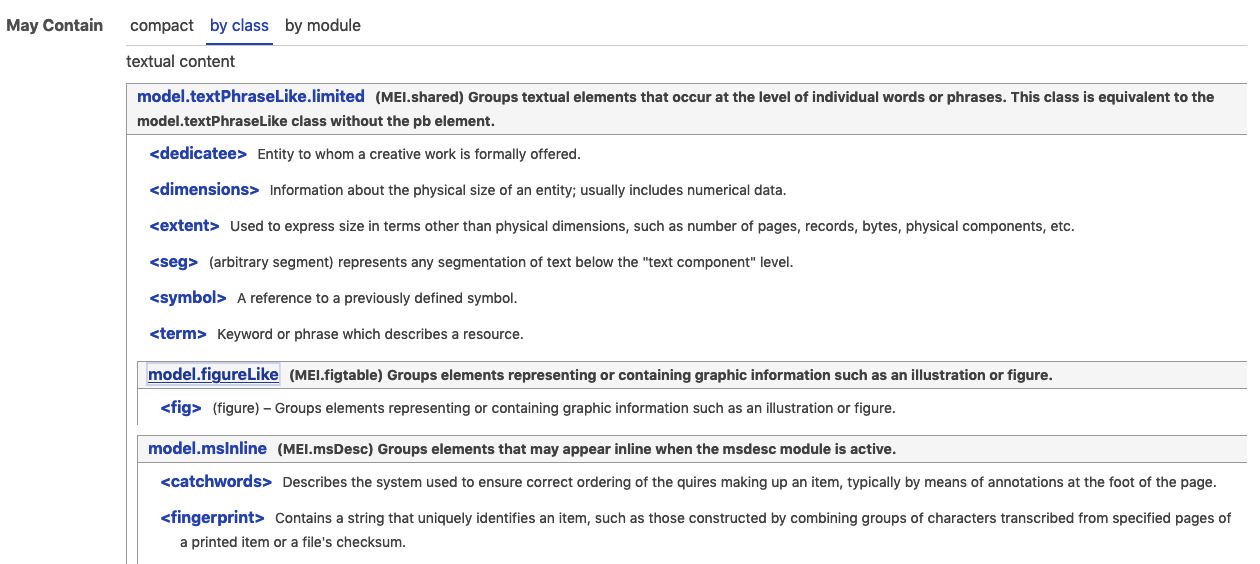 May Contain compact by class by module
textual content
model.textPhraseLike.limited (MEI.shared) Groups textual elements that occur at the level of individual words or phrases. This class is equivalent to the
model.textPhraseLike class without the pb element.
<dedicatee> Entity to whom a creative work is formally offered.
<dimensions> Information about the physical size of an entity; usually includes numerical data.
<extent> Used to express size in terms other than physical dimensions, such as number of pages, records, bytes, physical components, etc.
<seg> (arbitrary segment) represents any segmentation of text below the "text component" level.
<symbol> A reference to a previously defined symbol.
<term> Keyword or phrase which describes a resource.
model.figureLike (MEI.figtable) Groups elements representing or containing graphic information such as an illustration or figure.
<fig> (figure) – Groups elements representing or containing graphic information such as an illustration or figure.
model.msInline (MEI.msDesc) Groups elements that may appear inline when the msdesc module is active.
<catchwords> Describes the system used to ensure correct ordering of the quires making up an item, typically by means of annotations at the foot of the page.
<fingerprint> Contains a string that uniquely identifies an item, such as those constructed by combining groups of characters transcribed from specified pages of
a printed item or a file's checksum.